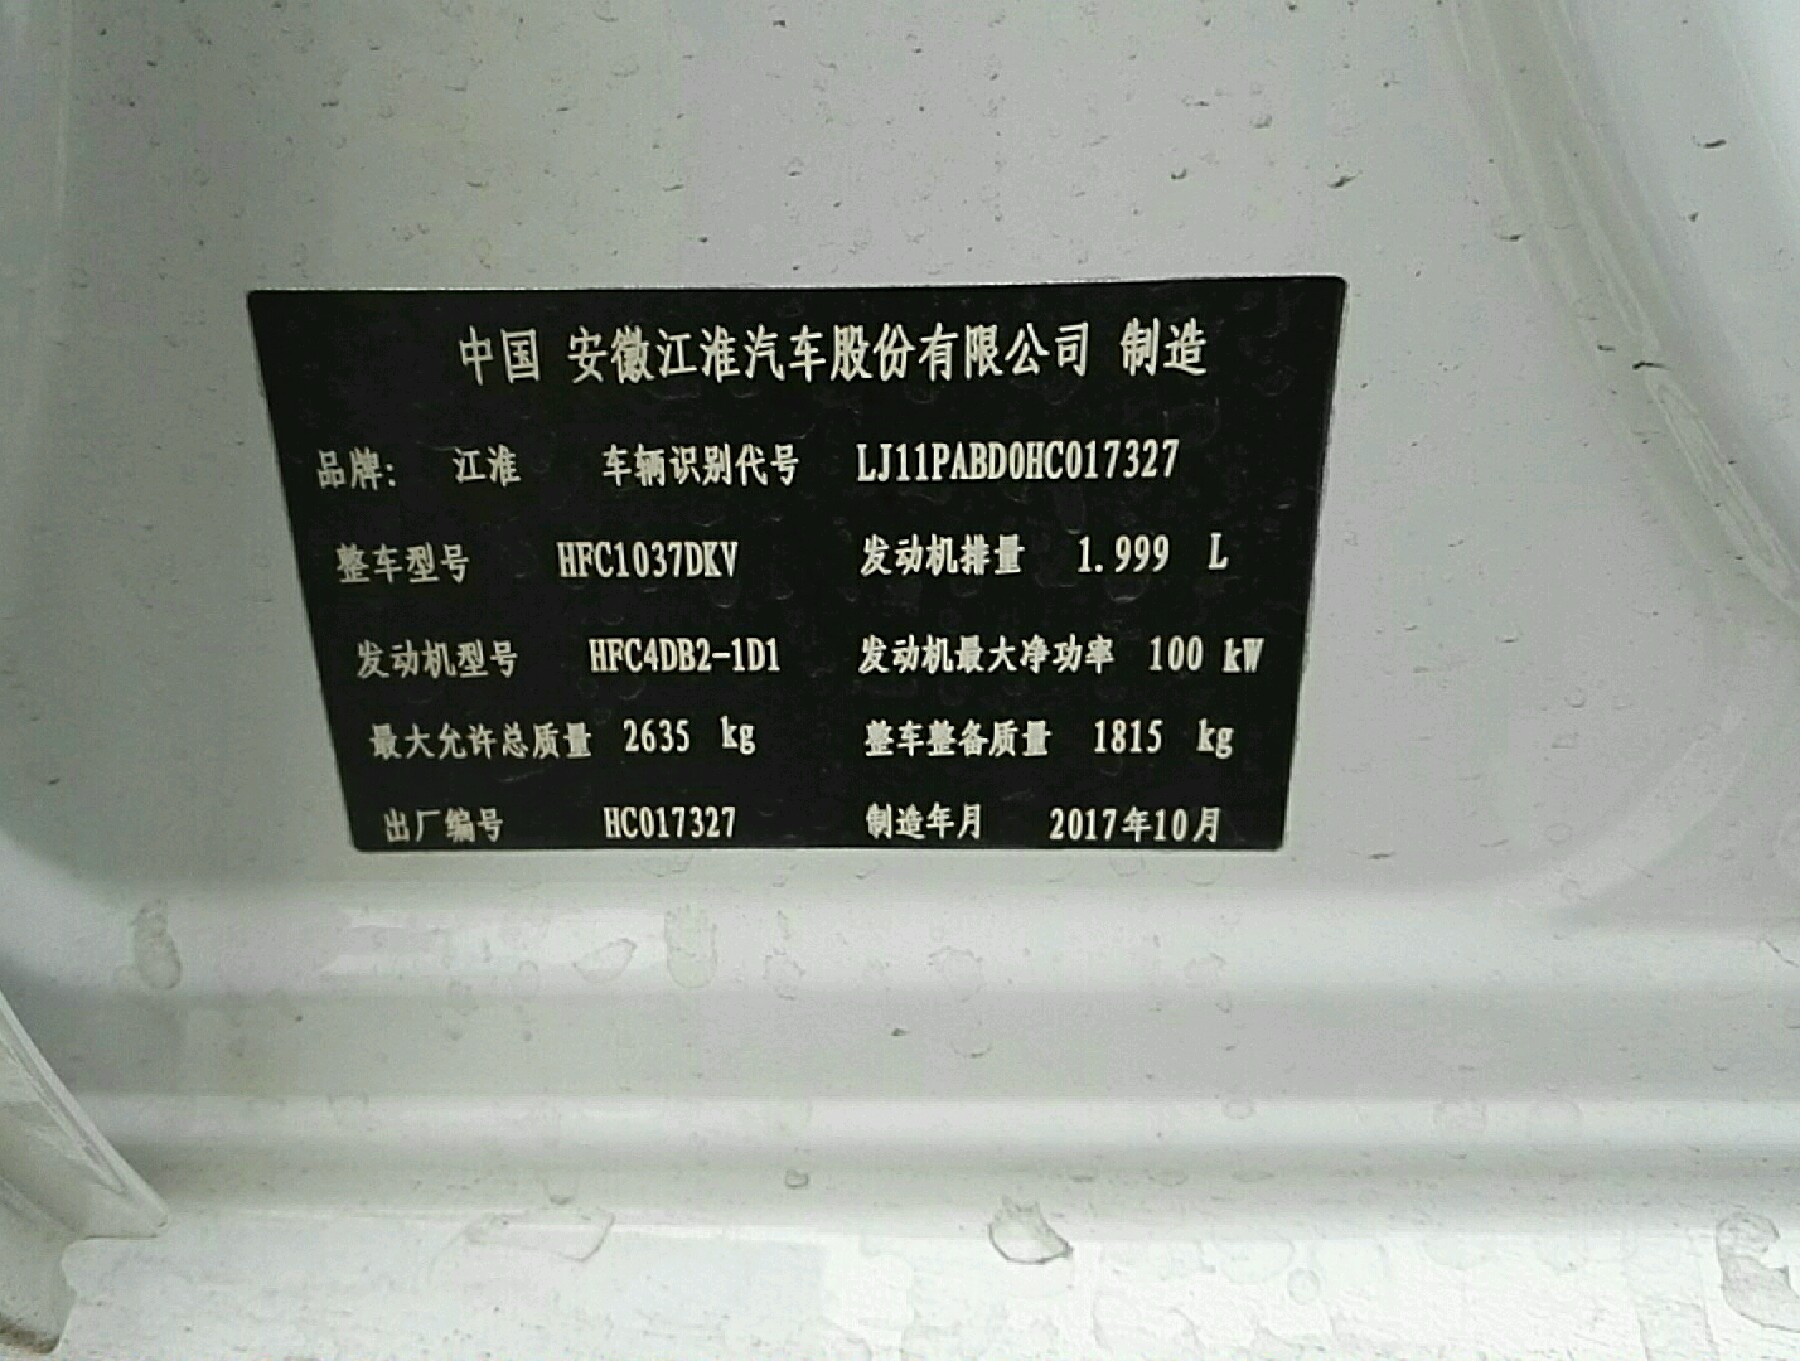 中国 安徽江淮汽车股份有限公司 制造
品牌: 江淮 车辆识别代号 LJ11PABD0HC017327
整车型号 HFC1037DKV 发动机排量 1.999 L
发动机型号 HFC4DB2-1D1 发动机最大净功率 100 kW
最大允许总质量 2635 kg 整车整备质量 1815 kg
出厂编号 HC017327 制造年月 2017年10月